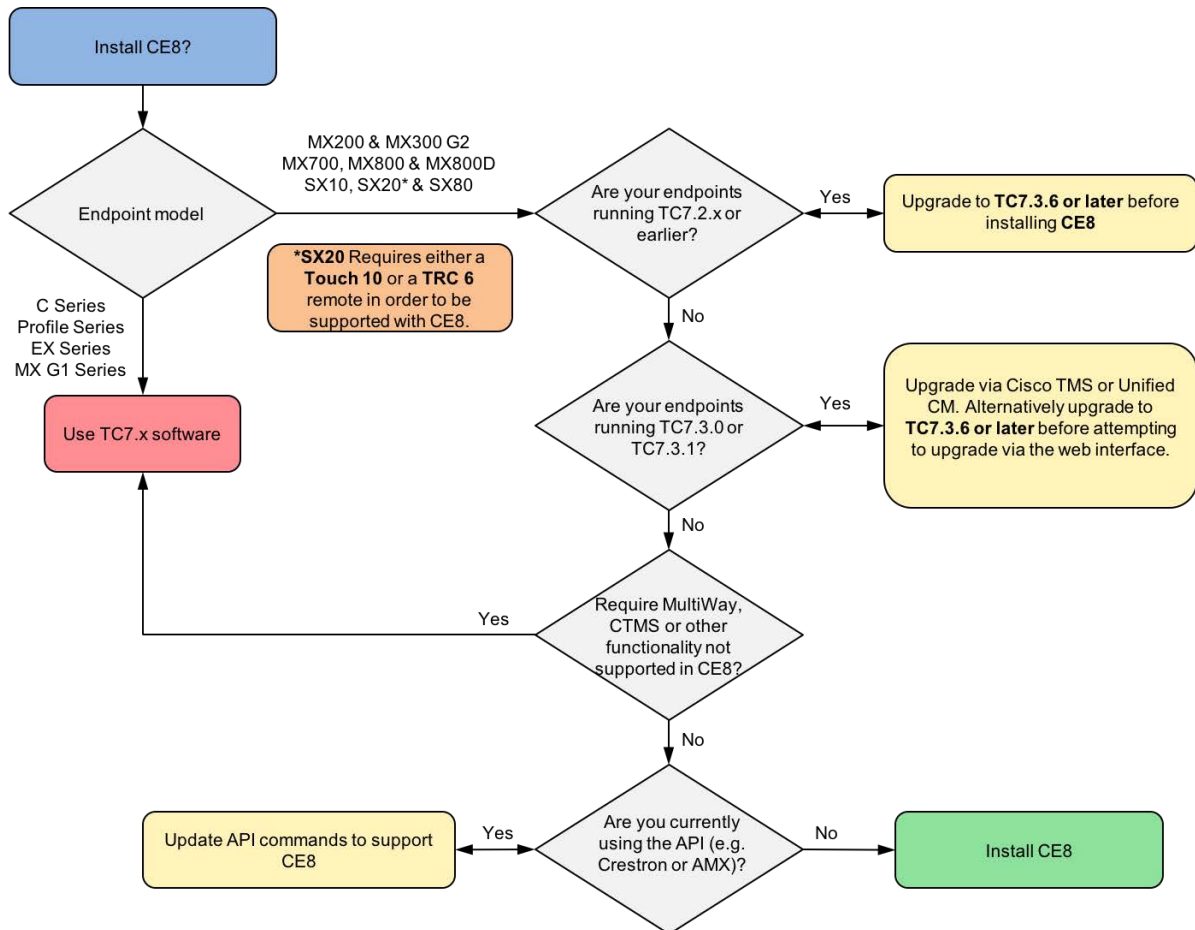 Install CE8?
MX200 & MX300 G2
MX700, MX800 & MX800D
SX10, SX20* & SX80
Endpoint model
Are your endpoints
running TC7.2.x or
earlier?
Yes
Upgrade to TC7.3.6 or later before
installing CE8
*SX20 Requires either a
Touch 10 or a TRC 6
remote in order to be
supported with CE8.
C Series
Profile Series
EX Series
MX G1 Series
No
Use TC7.x software
Are your endpoints
running TC7.3.0 or
TC7.3.1?
Yes
Upgrade via Cisco TMS or Unified
CM. Alternatively upgrade to
TC7.3.6 or later before attempting
to upgrade via the web interface.
No
Yes
Require MultiWay,
CTMS or other
functionality not
supported in CE8?
No
Update API commands to support
CE8
Yes
Are you currently
using the API (e.g.
Crestron or AMX)?
No
Install CE8